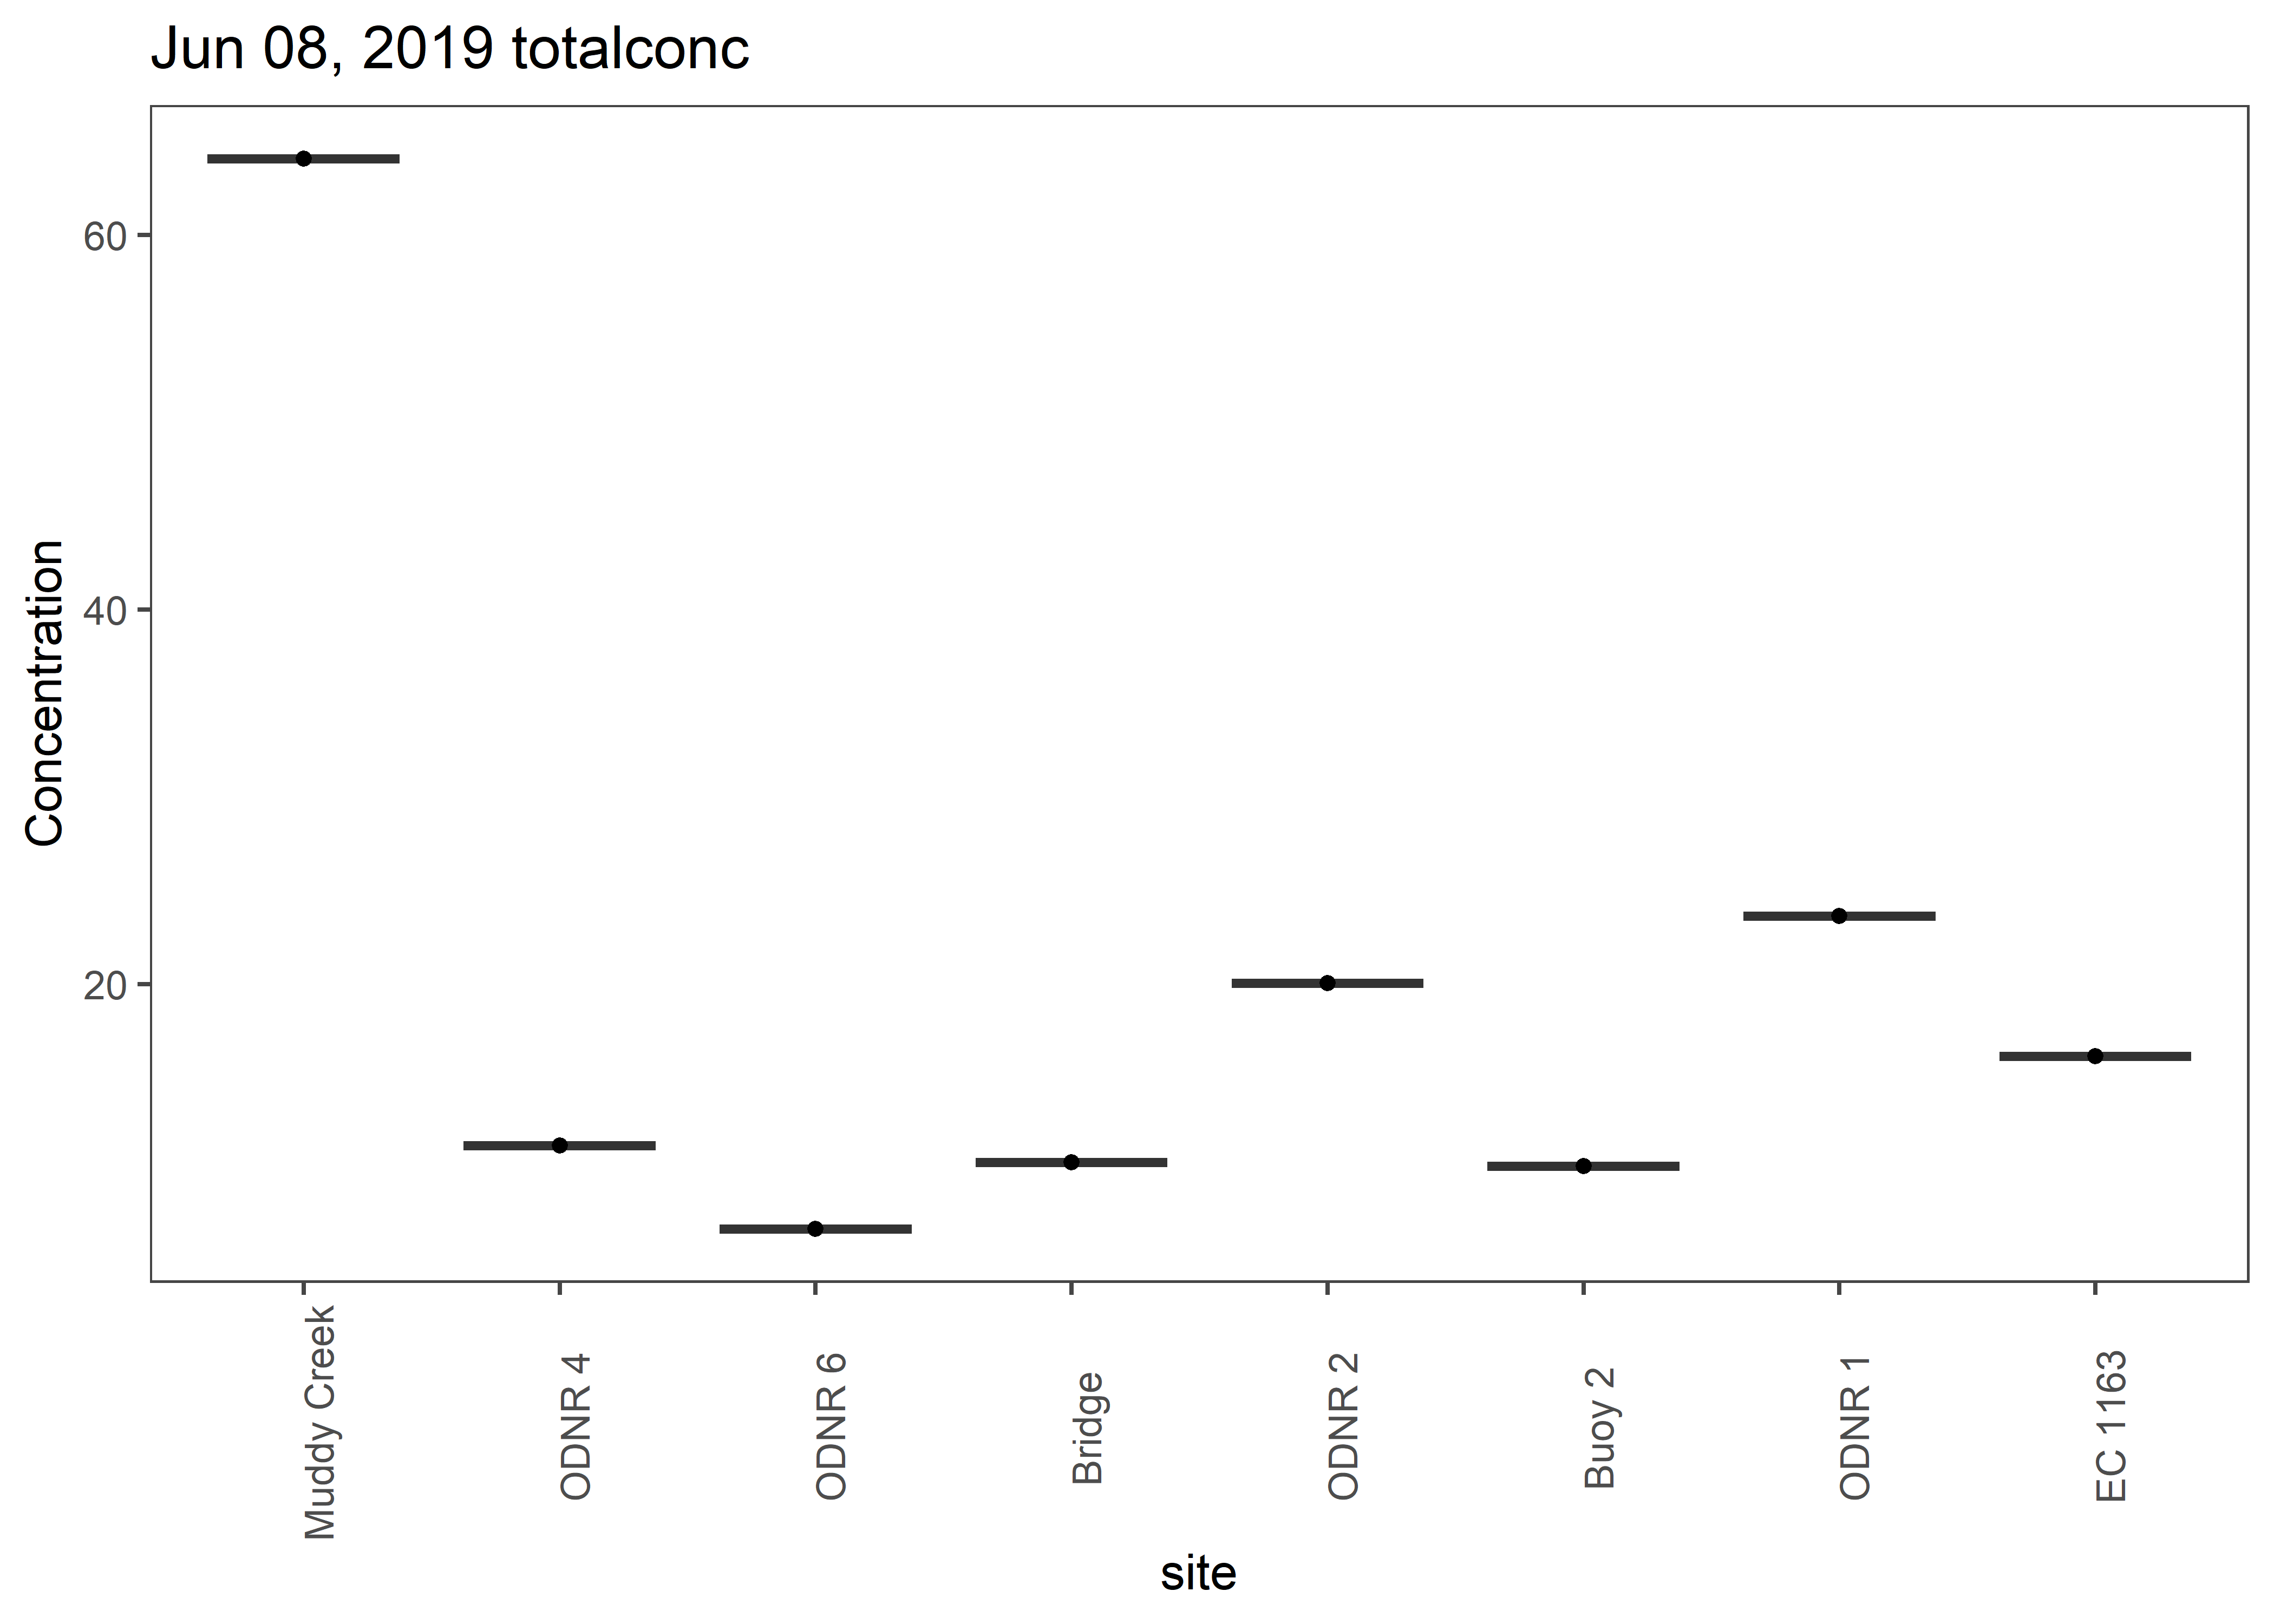 Jun 08, 2019 totalconc
Concentration
60
40
20
Muddy Creek
ODNR 4
ODNR 6
Bridge
ODNR 2
Buoy 2
ODNR 1
EC 1163
site